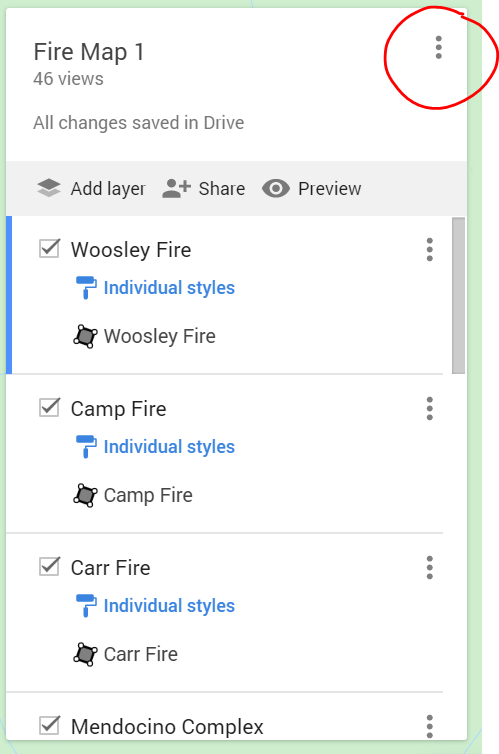 Fire Map 1
46 views
All changes saved in Drive
Add layer Share Preview
Woosley Fire
Individual styles
Woosley Fire
Camp Fire
Individual styles
Camp Fire
Carr Fire
Individual styles
Carr Fire
Mendocino Complex